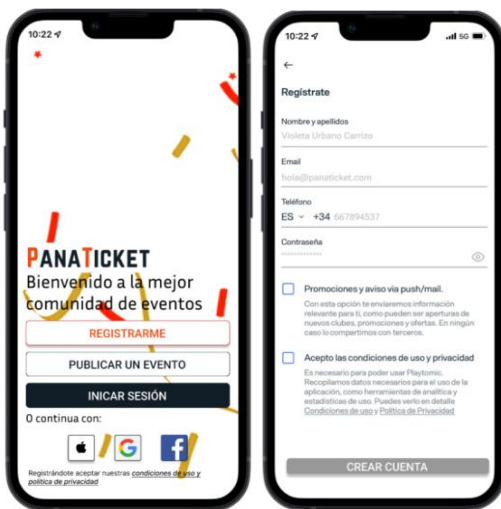 10:22
PANATICKET
Bienvenido a la mejor
comunidad de eventos
REGISTRARME
PUBLICAR UN EVENTO
INICAR SESIÓN
O continua con:
Registrándote aceptar nuestras condiciones de uso y
política de privacidad
10:22
5G
Regístrate
Nombre y apellidos
Violeta Urbano Carrizo
Email
hola@panaticket.com
Teléfono
ES +34 667894537
Contraseña
Promociones y aviso via push/mail.
Con esta opción te enviaremos información
relevante para ti, como pueden ser aperturas de
nuevos clubes, promociones y ofertas. En ningún
caso lo compartimos con terceros.
Acepto las condiciones de uso y privacidad
Es necesario para poder usar Playtomic.
Recopilamos datos necesarios para el uso de la
aplicación, como herramientas de analítica y
estadísticas de uso. Puedes verlo en detalle
Condiciones de uso y Política de Privacidad
CREAR CUENTA